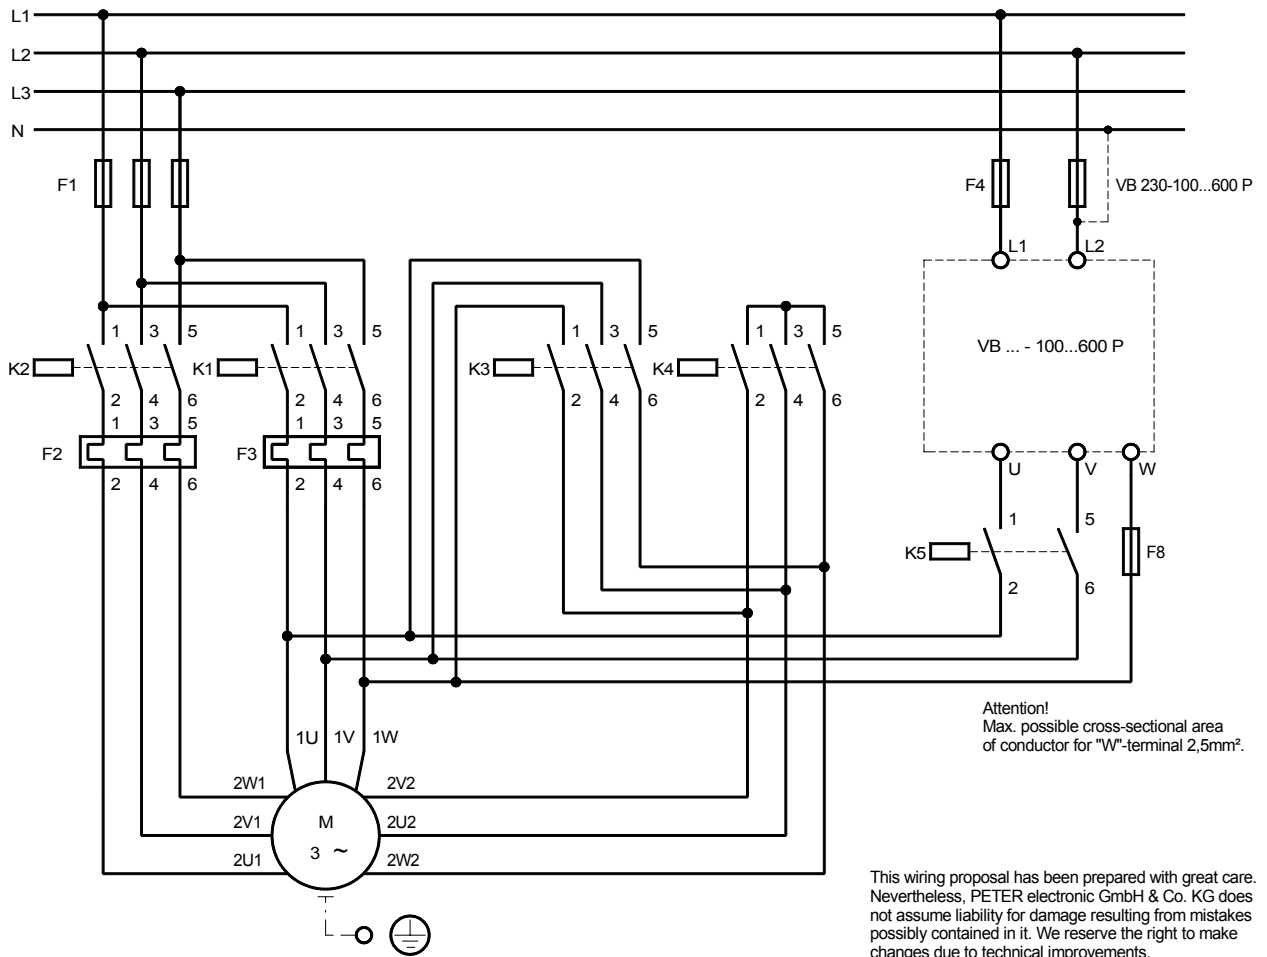 L1
L2
L3
N
F1
F4
VB 230-100...600 P
L1 L2
1 3 5 1 3 5 1 3 5 1 3 5
VB ... - 100...600 P
K2 K1 K3 K4
2 4 6 2 4 6 2 4 6 2 4 6
1 3 5 1 3 5
F2 F3
U V W
2 4 6 2 4 6
1 5
K5 F8
2 6
Attention!
Max. possible cross-sectional area
of conductor for "W"-terminal 2,5mm².
1U 1V 1W
2W1 2V2
2V1 M 2U2
3 ~
2U1 2W2
This wiring proposal has been prepared with great care.
Nevertheless, PETER electronic GmbH & Co. KG does
not assume liability for damage resulting from mistakes
possibly contained in it. We reserve the right to make
changes due to technical improvements.